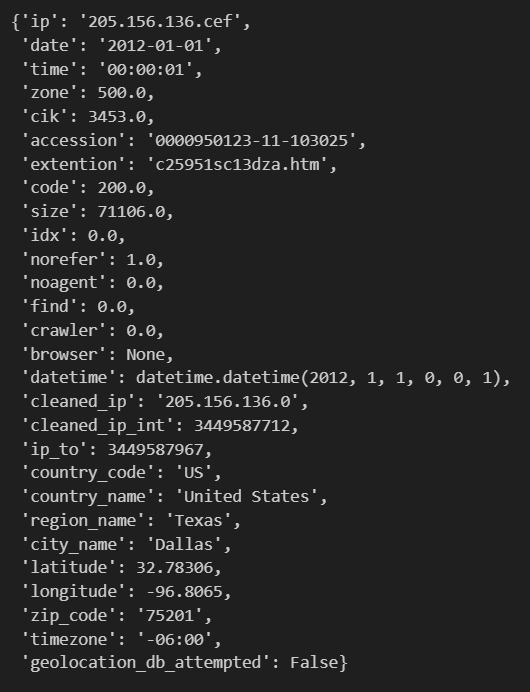 {'ip': '205.156.136.cef',
'date': '2012-01-01',
'time': '00:00:01',
'zone': 500.0,
'cik': 3453.0,
'accession': '0000950123-11-103025',
'extention': 'c25951sc13dza.htm',
'code': 200.0,
'size': 71106.0,
'idx': 0.0,
'norefer': 1.0,
'noagent': 0.0,
'find': 0.0,
'crawler': 0.0,
'browser': None,
'datetime': datetime.datetime(2012, 1, 1, 0, 0, 1),
'cleaned_ip': '205.156.136.0',
'cleaned_ip_int': 3449587712,
'ip_to': 3449587967,
'country_code': 'US',
'country_name': 'United States',
'region_name': 'Texas',
'city_name': 'Dallas',
'latitude': 32.78306,
'longitude': -96.8065,
'zip_code': '75201',
'timezone': '-06:00',
'geolocation_db_attempted': False}